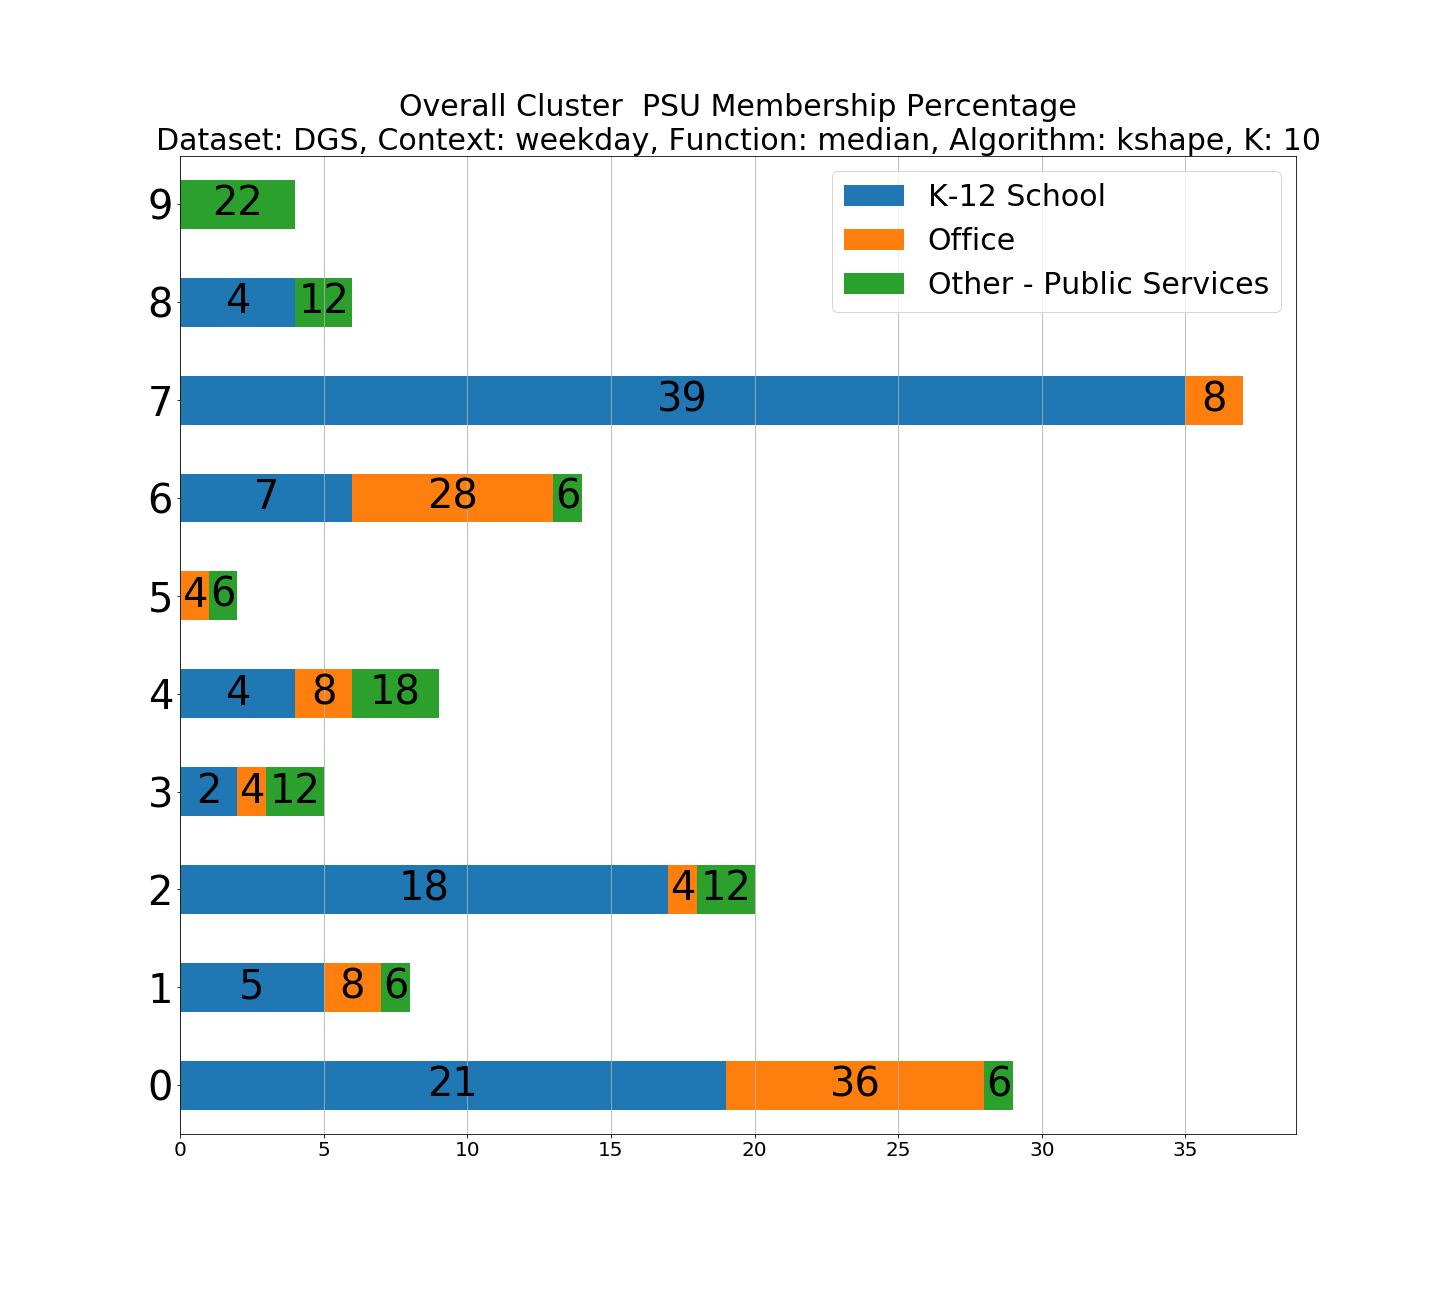 Overall Cluster  PSU Membership Percentage
Dataset: DGS, Context: weekday, Function: median, Algorithm: kshape, K: 10
K-12 School
Office
Other - Public Services
9 22
8 4 12
7 39 8
6 7 28 6
5 4 6
4 4 8 18
3 2 4 12
2 18 4 12
1 5 8 6
0 21 36 6
0 5 10 15 20 25 30 35